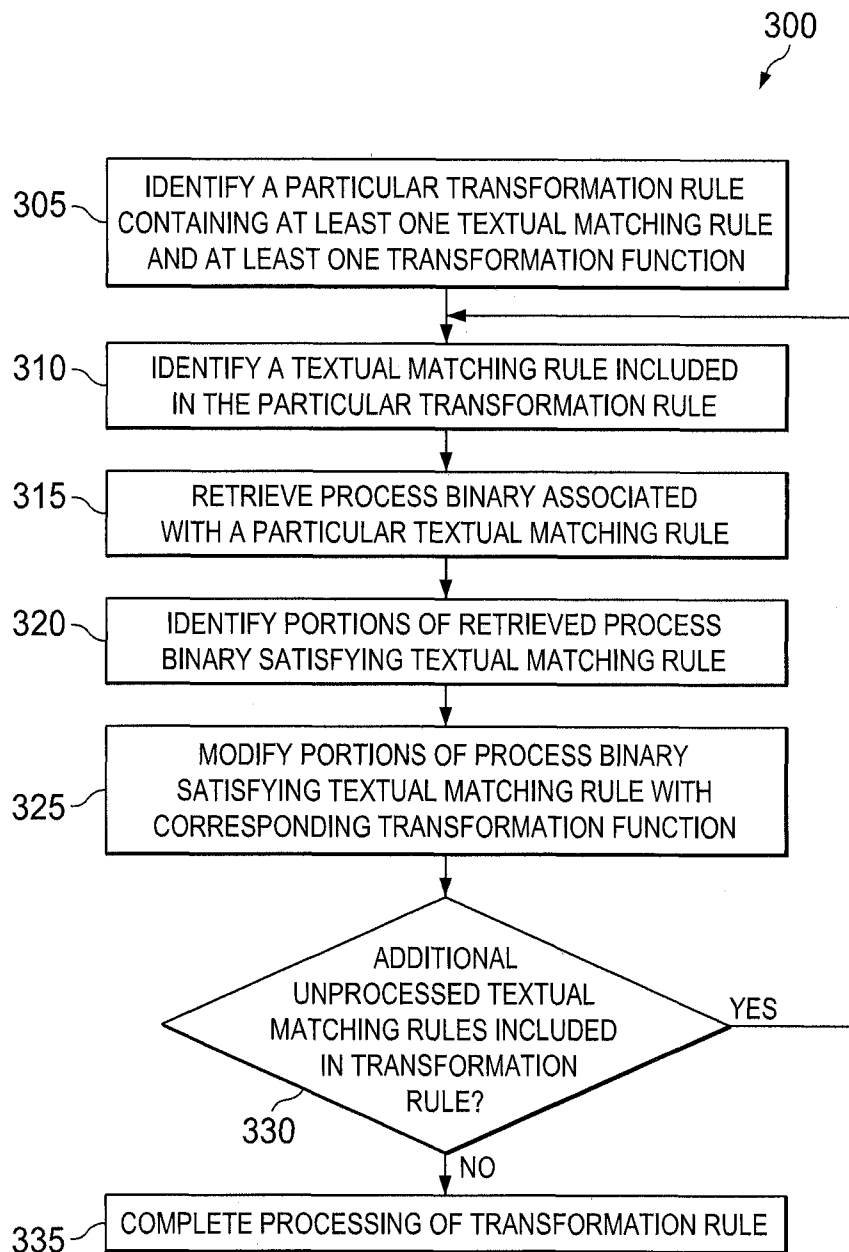 300
305
IDENTIFY A PARTICULAR TRANSFORMATION RULE
CONTAINING AT LEAST ONE TEXTUAL MATCHING RULE
AND AT LEAST ONE TRANSFORMATION FUNCTION
310
IDENTIFY A TEXTUAL MATCHING RULE INCLUDED
IN THE PARTICULAR TRANSFORMATION RULE
315
RETRIEVE PROCESS BINARY ASSOCIATED
WITH A PARTICULAR TEXTUAL MATCHING RULE
320
IDENTIFY PORTIONS OF RETRIEVED PROCESS
BINARY SATISFYING TEXTUAL MATCHING RULE
325
MODIFY PORTIONS OF PROCESS BINARY
SATISFYING TEXTUAL MATCHING RULE WITH
CORRESPONDING TRANSFORMATION FUNCTION
ADDITIONAL
UNPROCESSED TEXTUAL
MATCHING RULES INCLUDED
IN TRANSFORMATION
RULE?
YES
330
NO
335
COMPLETE PROCESSING OF TRANSFORMATION RULE